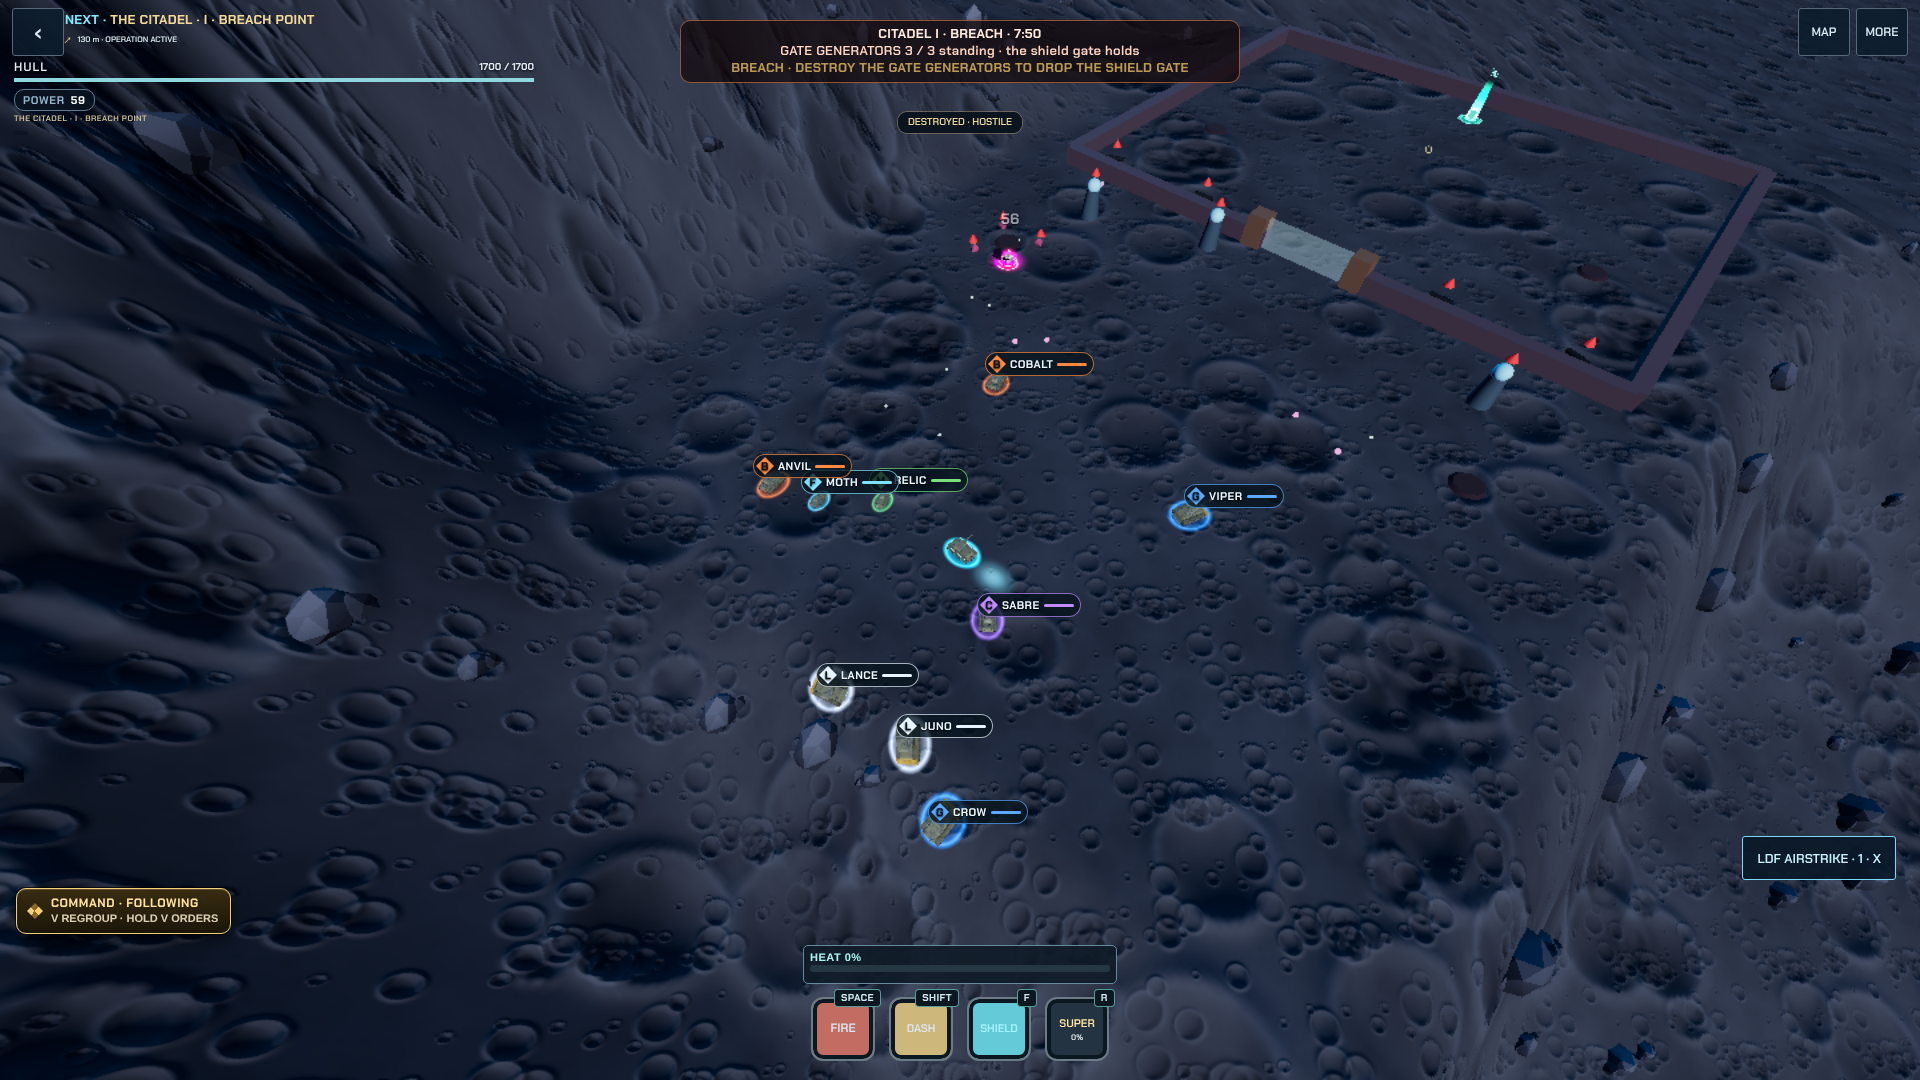 ‹
NEXT · THE CITADEL · I · BREACH POINT
130 m · OPERATION ACTIVE
HULL
1700 / 1700
POWER 59
THE CITADEL · I · BREACH POINT
CITADEL I · BREACH · 7:50
GATE GENERATORS 3 / 3 standing · the shield gate holds
BREACH · DESTROY THE GATE GENERATORS TO DROP THE SHIELD GATE
DESTROYED · HOSTILE
MAP
MORE
56
B COBALT
B ANVIL
F MOTH
RELIC
G VIPER
C SABRE
L LANCE
L JUNO
G CROW
LDF AIRSTRIKE · 1 · X
COMMAND · FOLLOWING
V REGROUP · HOLD V ORDERS
HEAT 0%
SPACE
SHIFT
F
R
FIRE
DASH
SHIELD
SUPER
0%